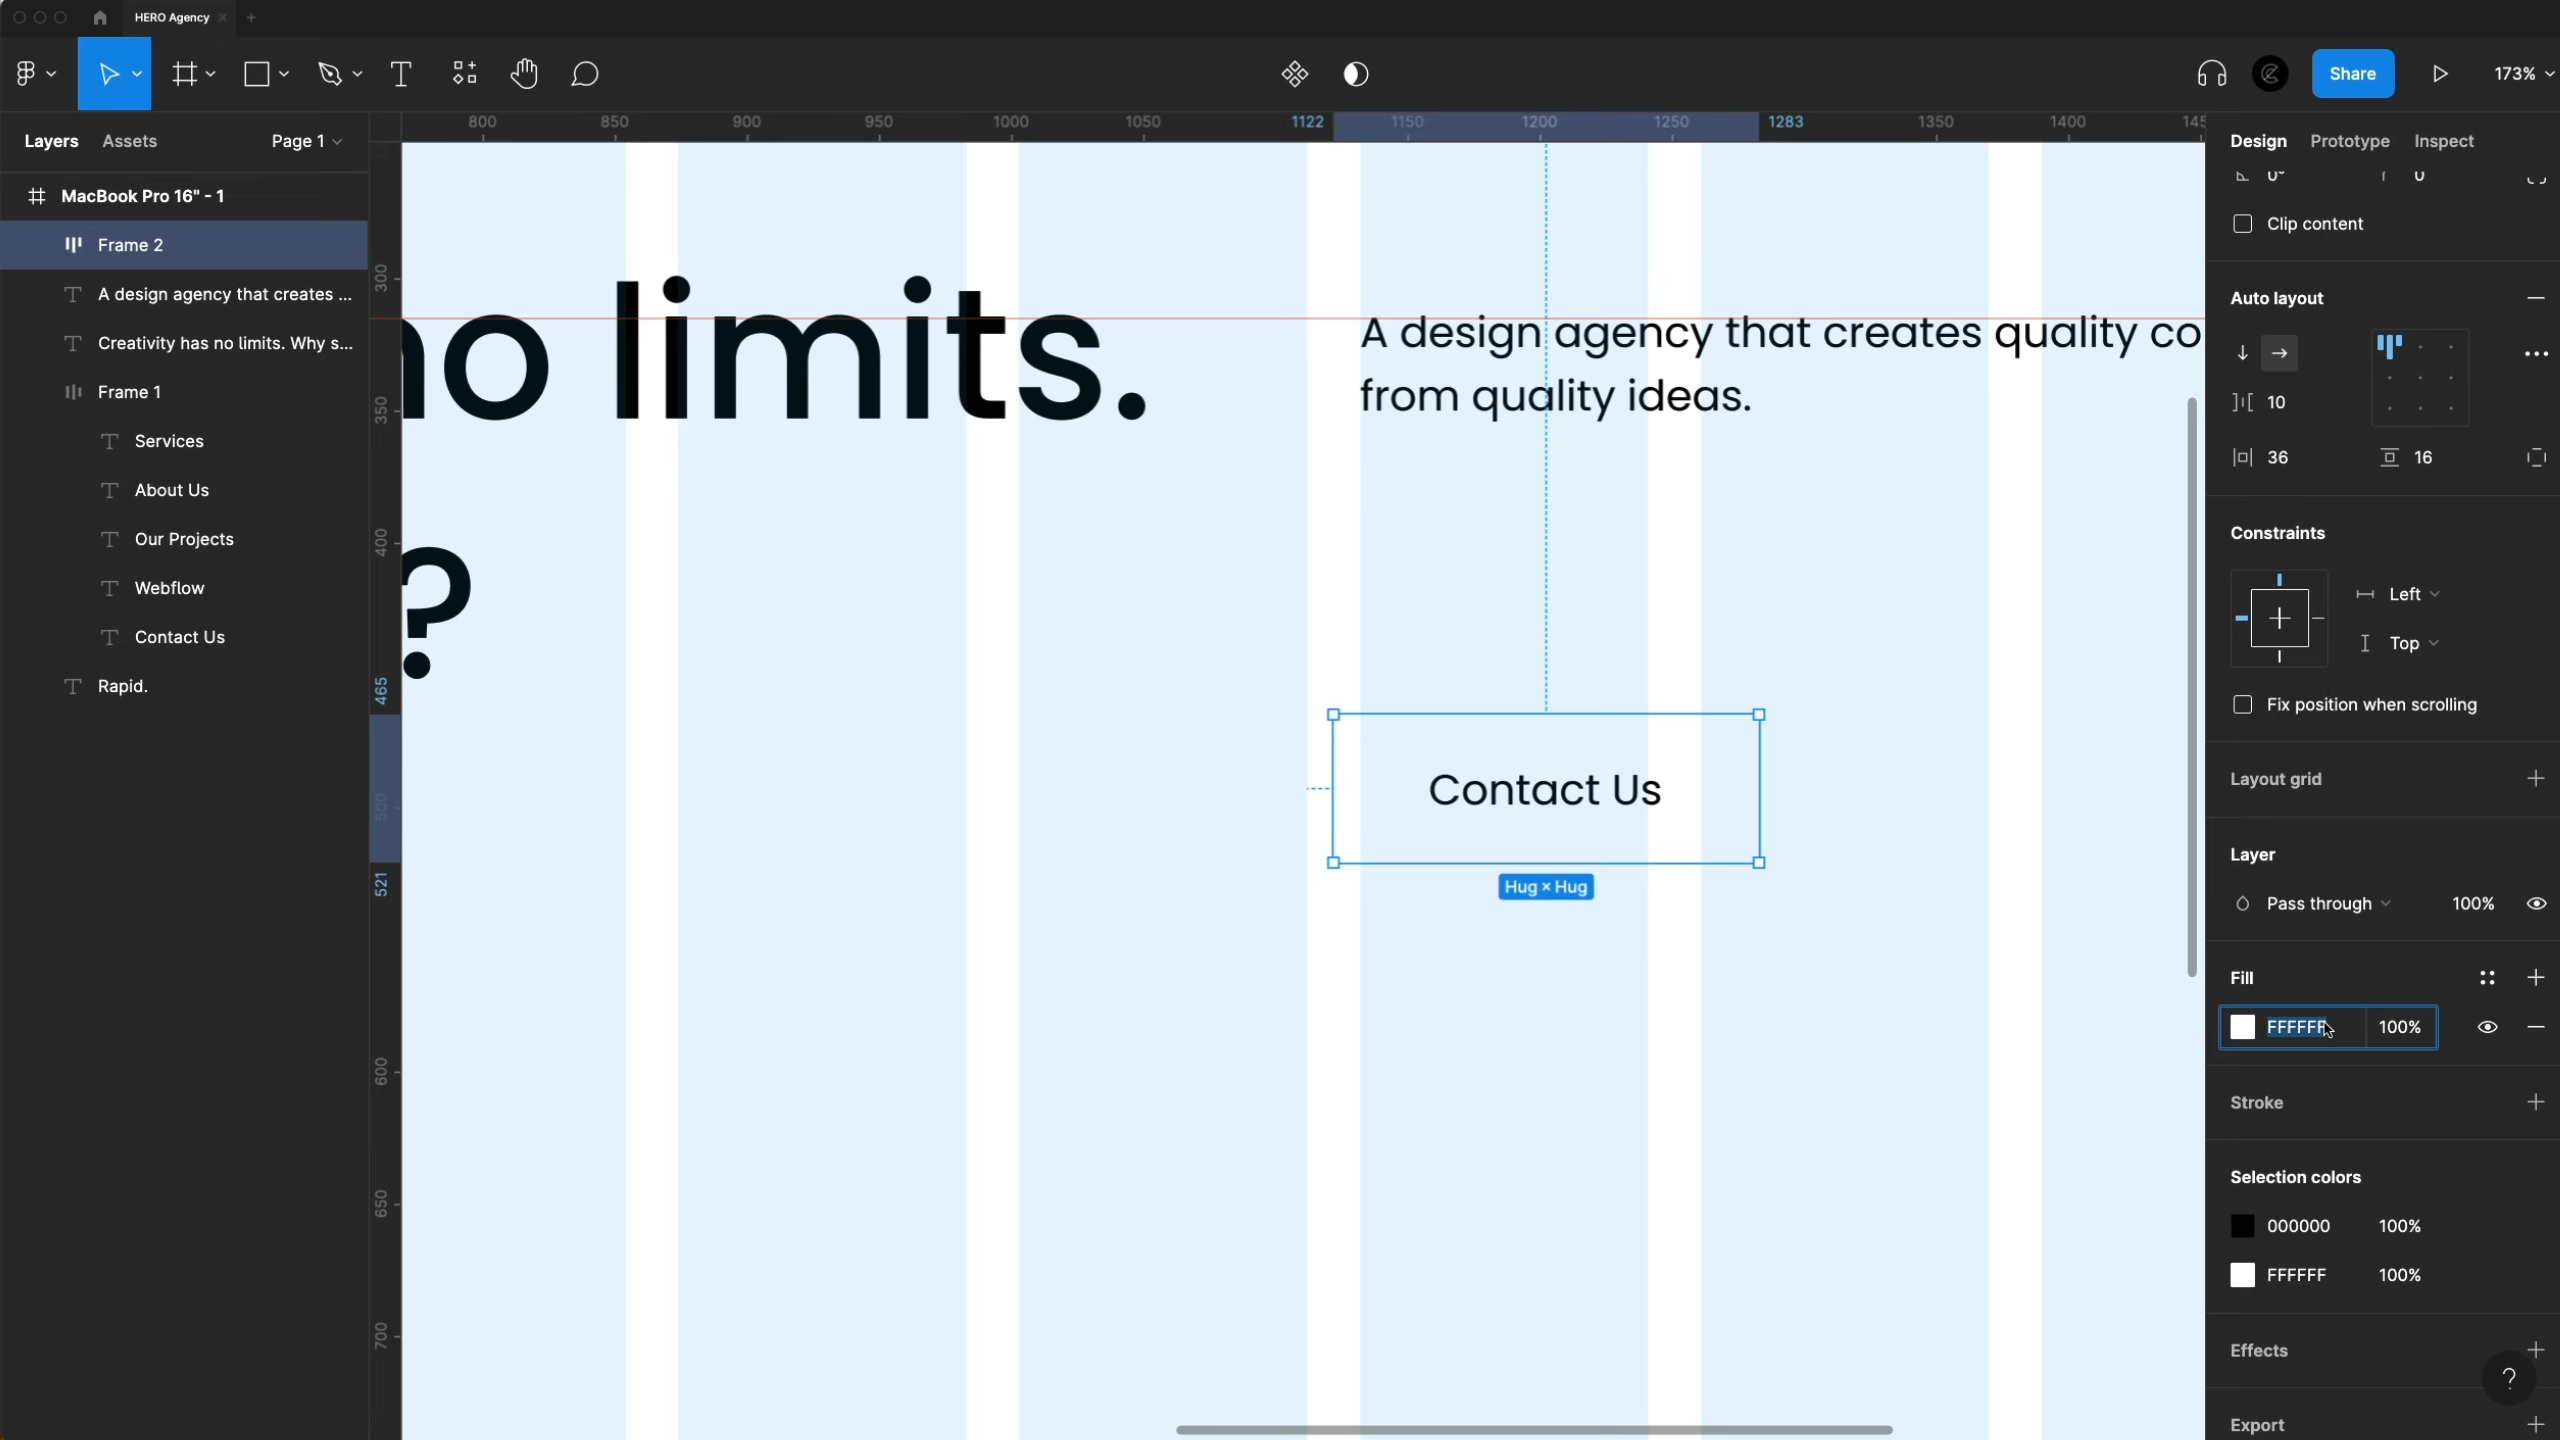 HERO Agency
Share
173%
Layers Assets Page 1
800 850 900 950 1000 1050 1122 1150 1200 1250 1283 1350 1400
Design Prototype Inspect
MacBook Pro 16" - 1
Frame 2
A design agency that creates ...
Creativity has no limits. Why s...
Frame 1
Services
About Us
Our Projects
Webflow
Contact Us
Rapid.
300
350
400
465
500
521
600
650
700
no limits.
?
A design agency that creates quality co
from quality ideas.
Contact Us
Hug × Hug
0° 0
Clip content
Auto layout
10
36 16
Constraints
Left
Top
Fix position when scrolling
Layout grid
Layer
Pass through 100%
Fill
FFFFFF 100%
Stroke
Selection colors
000000 100%
FFFFFF 100%
Effects
?
Export